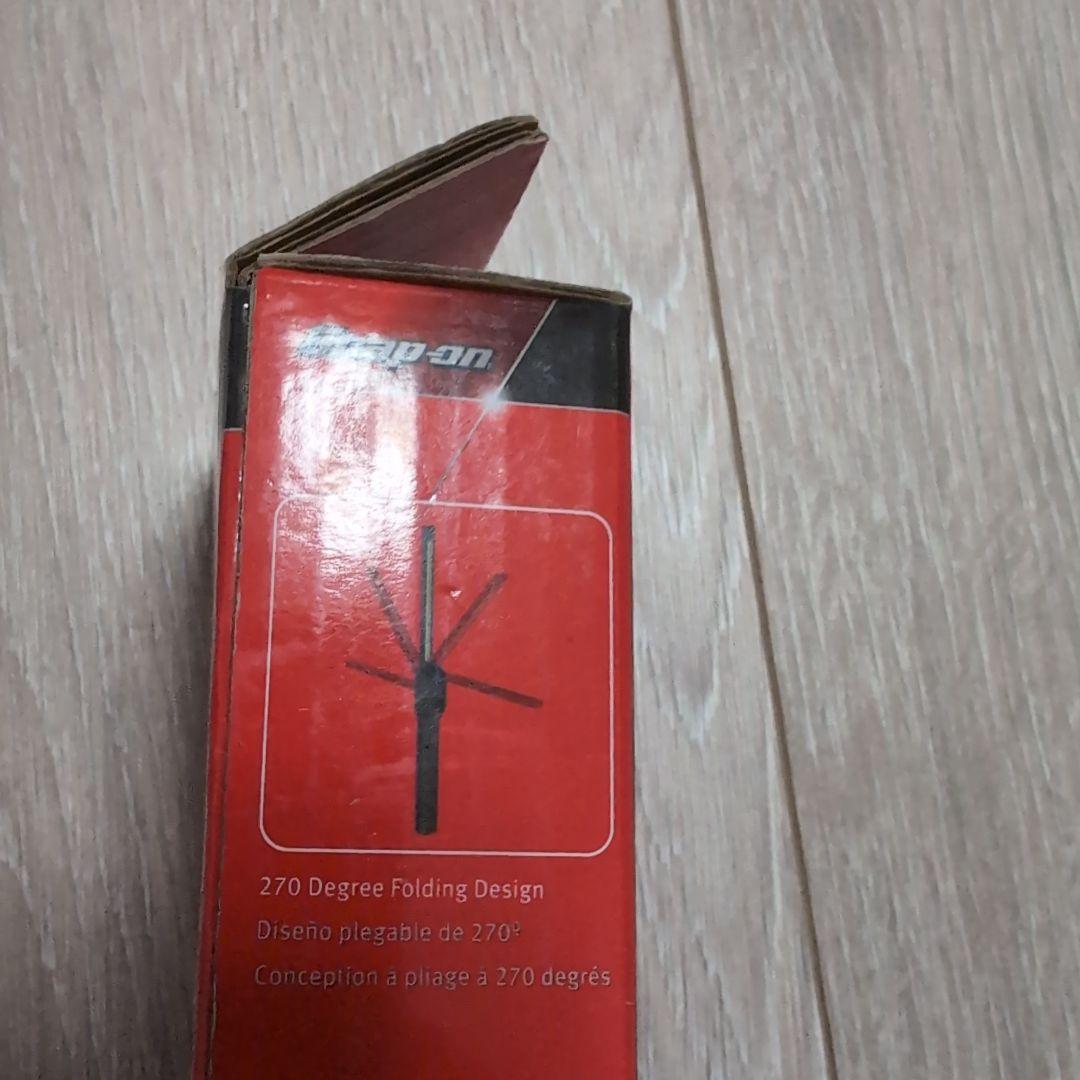 Snap-on
270 Degree Folding Design
Diseño plegable de 270º
Conception à pliage à 270 degrés